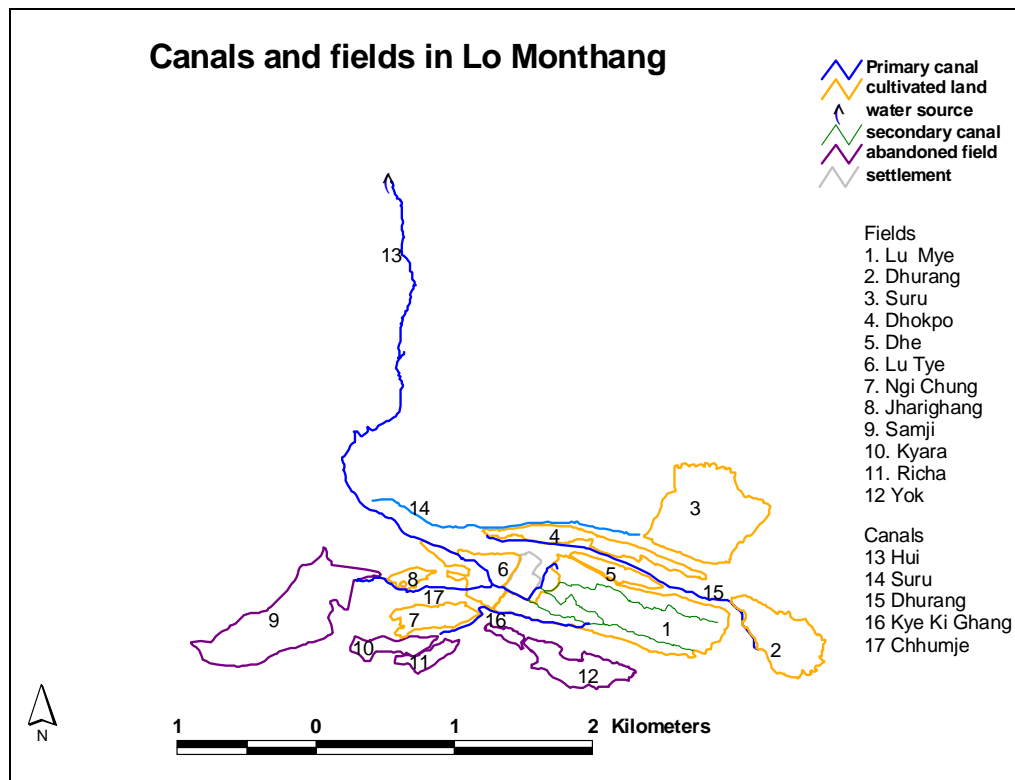 Canals and fields in Lo Monthang
Primary canal
cultivated land
water source
secondary canal
abandoned field
settlement
13
14
3
4
6
5
8
17
15
7
16
9
1
10
11
2
12
Fields
1. Lu Mye
2. Dhurang
3. Suru
4. Dhokpo
5. Dhe
6. Lu Tye
7. Ngi Chung
8. Jharighang
9. Samji
10. Kyara
11. Richa
12 Yok
Canals
13 Hui
14 Suru
15 Dhurang
16 Kye Ki Ghang
17 Chhumje
N
1 0 1 2 Kilometers